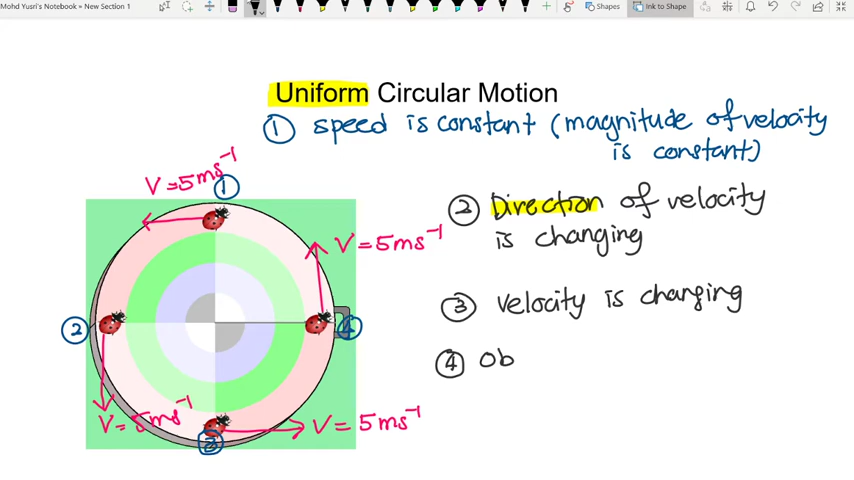 Mohd Yusri's Notebook » New Section 1
Shapes
Ink to Shape
Uniform Circular Motion
① speed is constant (magnitude of velocity
is constant)
V = 5ms⁻¹
①
② Direction of velocity
is changing
V = 5ms⁻¹
③ velocity is changing
②
④
④ ob
V = 5ms⁻¹
V = 5ms⁻¹
③